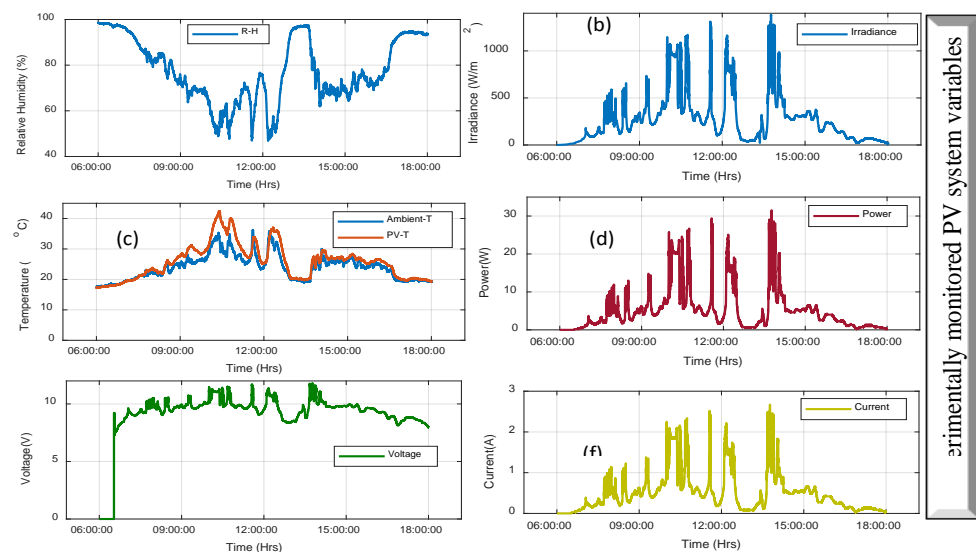 100
80
60
40
Relative Humidity (%)
R-H
06:00:00 09:00:00 12:00:00 15:00:00 18:00:00
Time (Hrs)
(b)
1000
500
0
Irradiance (W/m
2
)
Irradiance
06:00:00 09:00:00 12:00:00 15:00:00 18:00:00
Time (Hrs)
(c)
40
30
20
10
0
Temperature (
o
C)
Ambient-T
PV-T
06:00:00 09:00:00 12:00:00 15:00:00 18:00:00
Time (Hrs)
(d)
30
20
10
0
Power(W)
Power
06:00:00 09:00:00 12:00:00 15:00:00 18:00:00
Time (Hrs)
10
5
0
Voltage(V)
Voltage
06:00:00 09:00:00 12:00:00 15:00:00 18:00:00
Time (Hrs)
(f)
3
2
1
0
Current(A)
Current
06:00:00 09:00:00 12:00:00 15:00:00 18:00:00
Time (Hrs)
erimentally monitored PV system variables